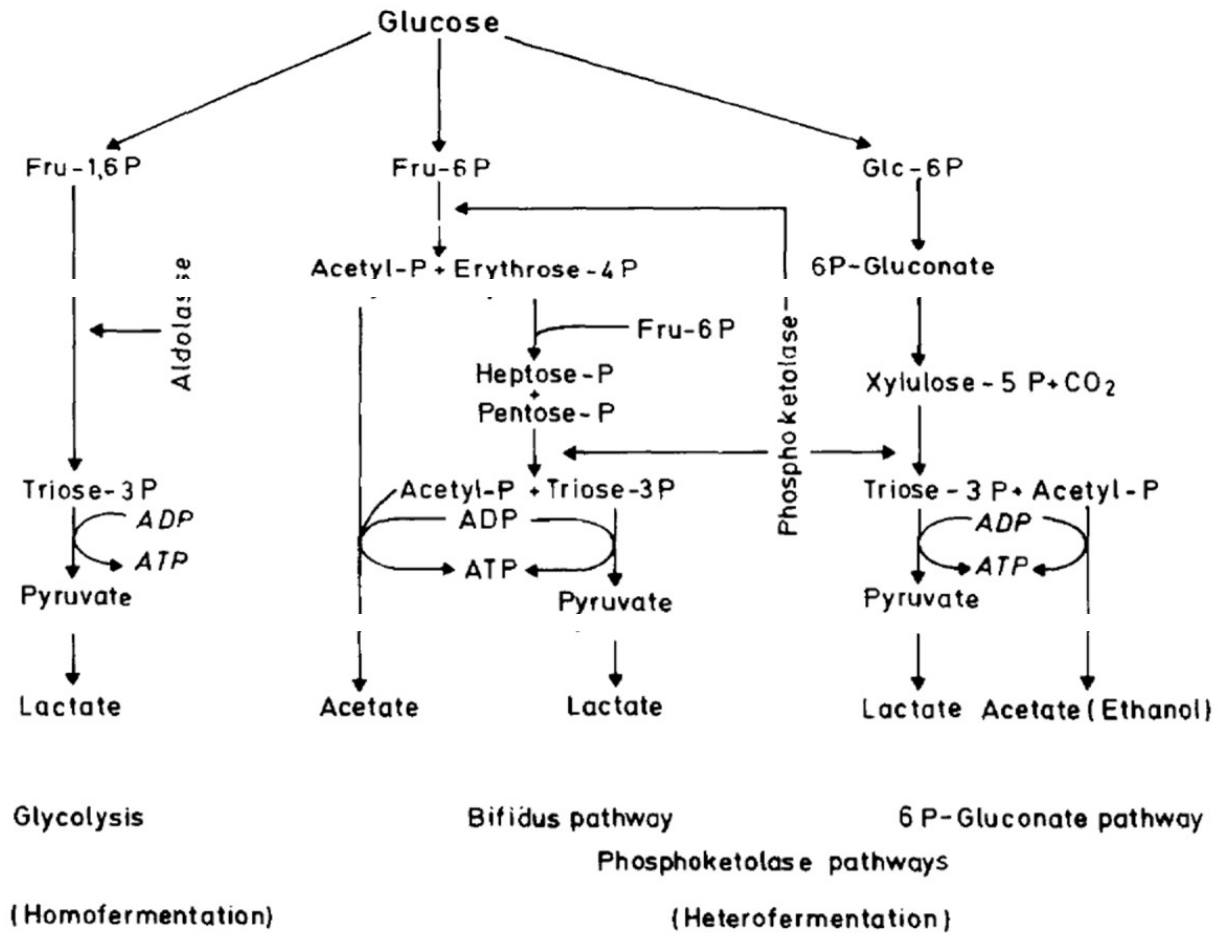 Glucose
Fru-1,6P
Fru-6P
Glc-6P
Acetyl-P + Erythrose-4P
6P-Gluconate
Aldolase
Fru-6P
Phosphoketolase
Heptose-P
+
Pentose-P
Xylulose-5P+CO₂
Triose-3P
Acetyl-P + Triose-3P
Triose-3P+Acetyl-P
ADP
ADP
ADP
ATP
ATP
ATP
Pyruvate
Pyruvate
Pyruvate
Lactate
Acetate
Lactate
Lactate
Acetate (Ethanol)
Glycolysis
Bifidus pathway
6P-Gluconate pathway
Phosphoketolase pathways
(Homofermentation)
(Heterofermentation)